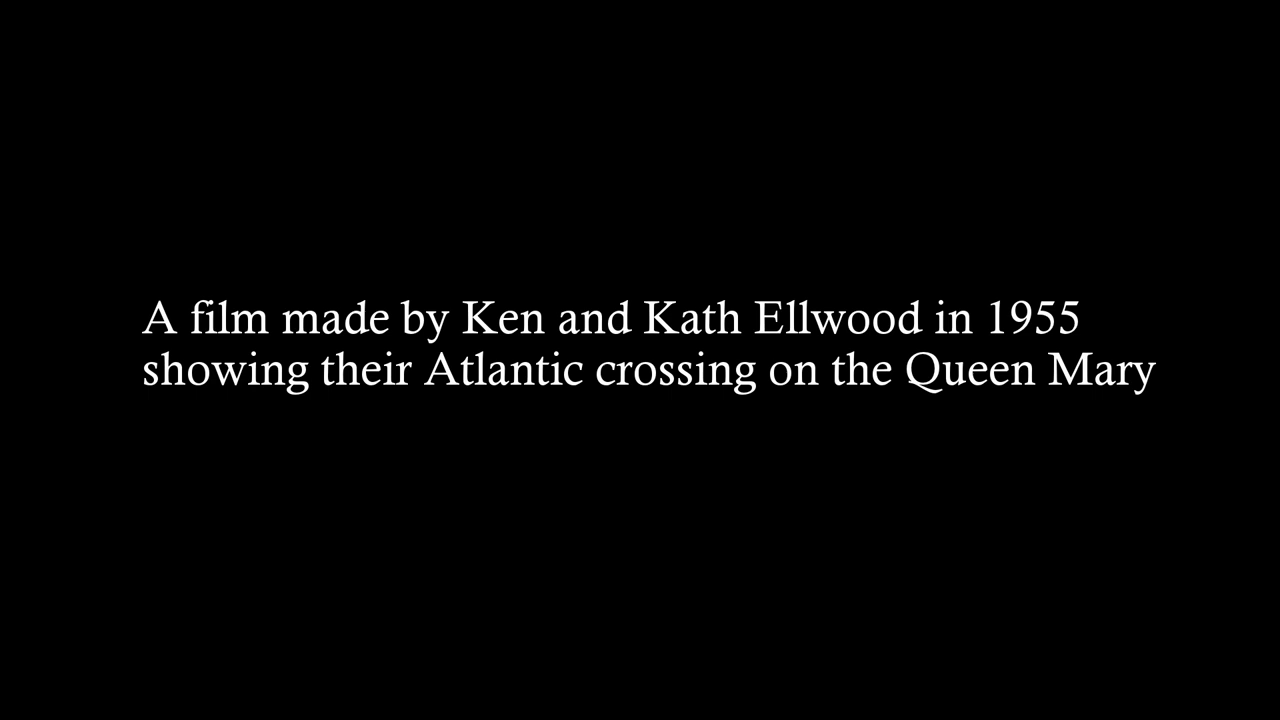 A film made by Ken and Kath Ellwood in 1955
showing their Atlantic crossing on the Queen Mary